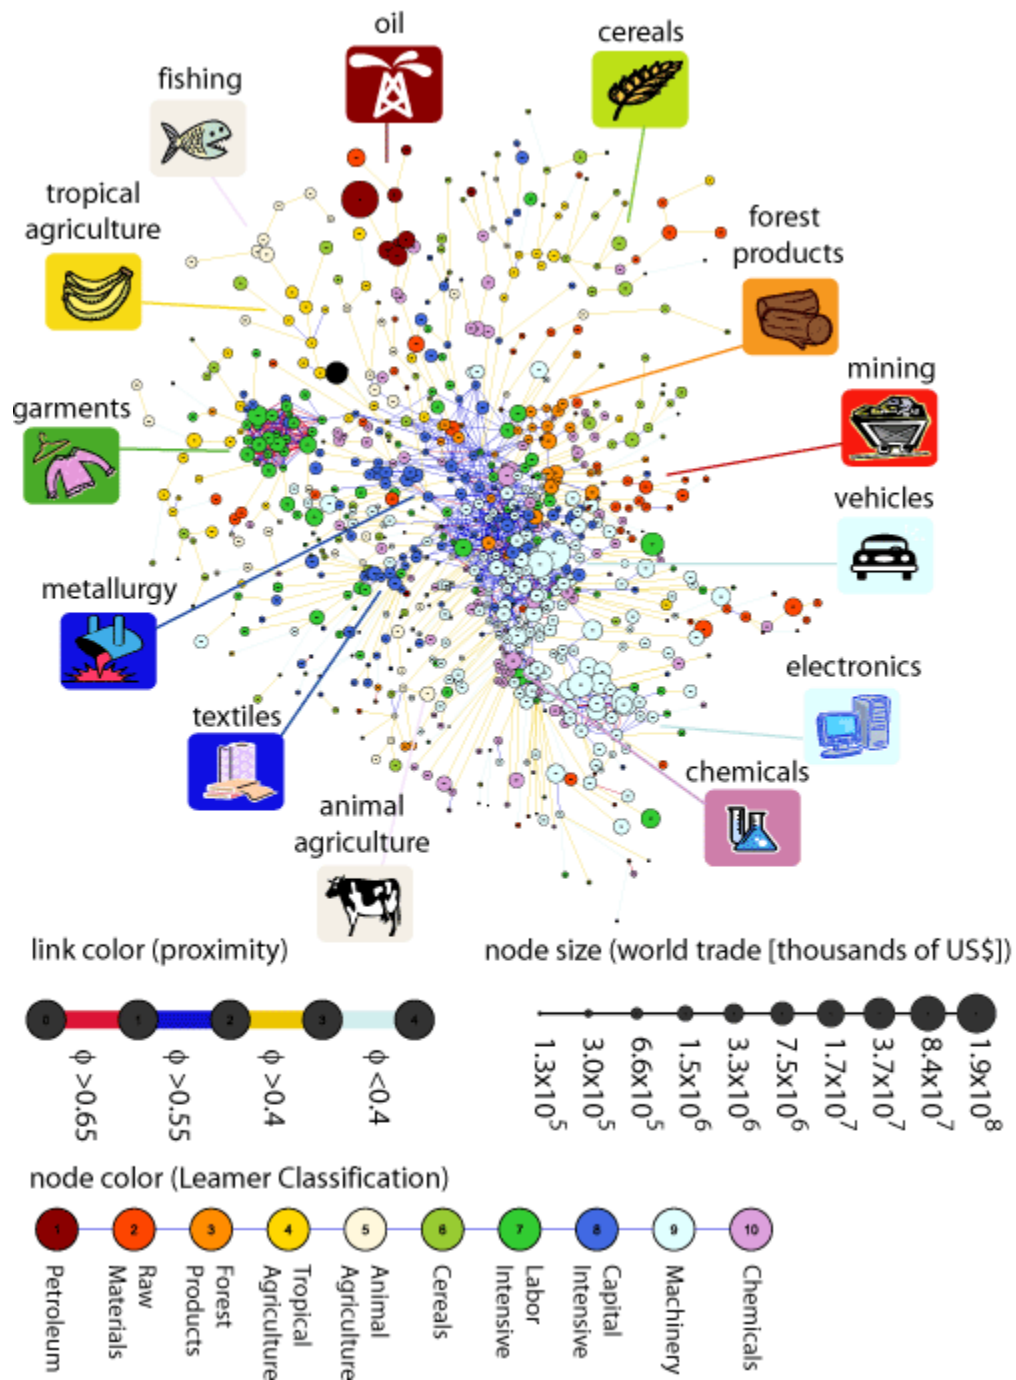 oil
cereals
fishing
tropical
agriculture
forest
products
mining
garments
vehicles
metallurgy
electronics
textiles
chemicals
animal
agriculture
link color (proximity)
node size (world trade [thousands of US$])
0 1 2 3 4
ϕ >0.65
ϕ >0.55
ϕ >0.4
ϕ <0.4
1.3x10⁵
3.0x10⁵
6.6x10⁵
1.5x10⁶
3.3x10⁶
7.5x10⁶
1.7x10⁷
3.7x10⁷
8.4x10⁷
1.9x10⁸
node color (Leamer Classification)
1 2 3 4 5 6 7 8 9 10
Petroleum
Raw
Materials
Forest
Products
Tropical
Agriculture
Animal
Agriculture
Cereals
Labor
Intensive
Capital
Intensive
Machinery
Chemicals